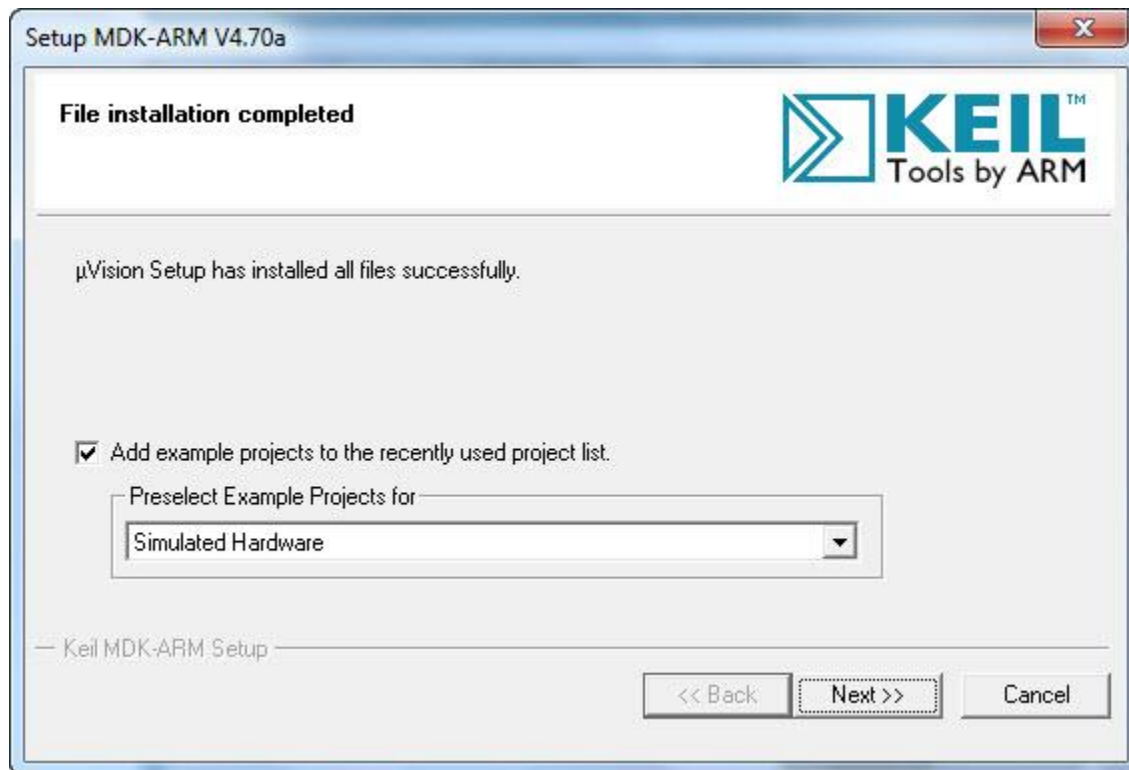 Setup MDK-ARM V4.70a
X
File installation completed
KEIL™
Tools by ARM
µVision Setup has installed all files successfully.
Add example projects to the recently used project list.
Preselect Example Projects for
Simulated Hardware
Keil MDK-ARM Setup
<< Back
Next >>
Cancel